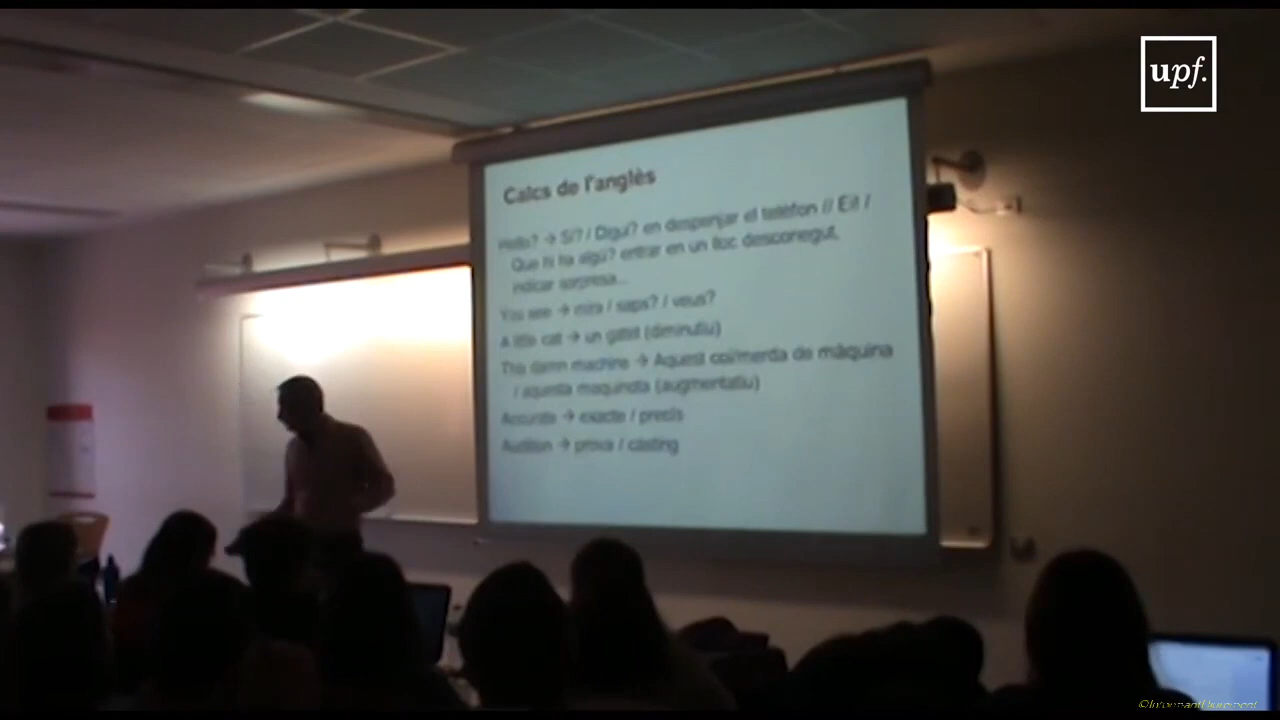 upf.
Calcs de l'anglès
Hello? → Sí? / Digui? en despenjar el telèfon // Ei! /
Que hi ha algú? entrar en un lloc desconegut,
indicar sorpresa...
You see → mira / saps? / veus?
A little cat → un gatet (diminutiu)
This damn machine → Aquest coi/merda de màquina
/ aquesta maquinota (augmentatiu)
Accurate → exacte / precís
Audition → prova / càsting